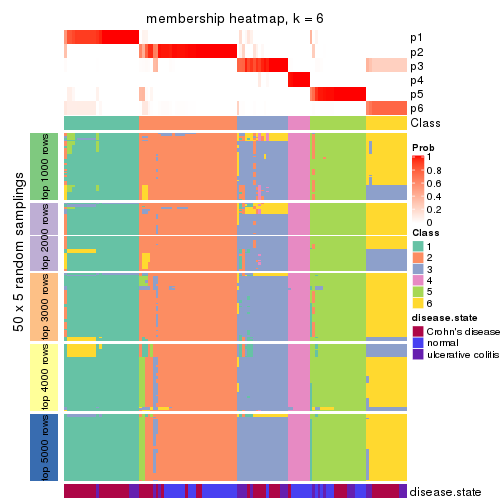 membership heatmap, k = 6
p1
p2
p3
p4
p5
p6
Class
50 x 5 random samplings
top 1000 rows
top 2000 rows
top 3000 rows
top 4000 rows
top 5000 rows
Prob
1
0.8
0.6
0.4
0.2
0
Class
1
2
3
4
5
6
disease.state
Crohn's disease
normal
ulcerative colitis
disease.state